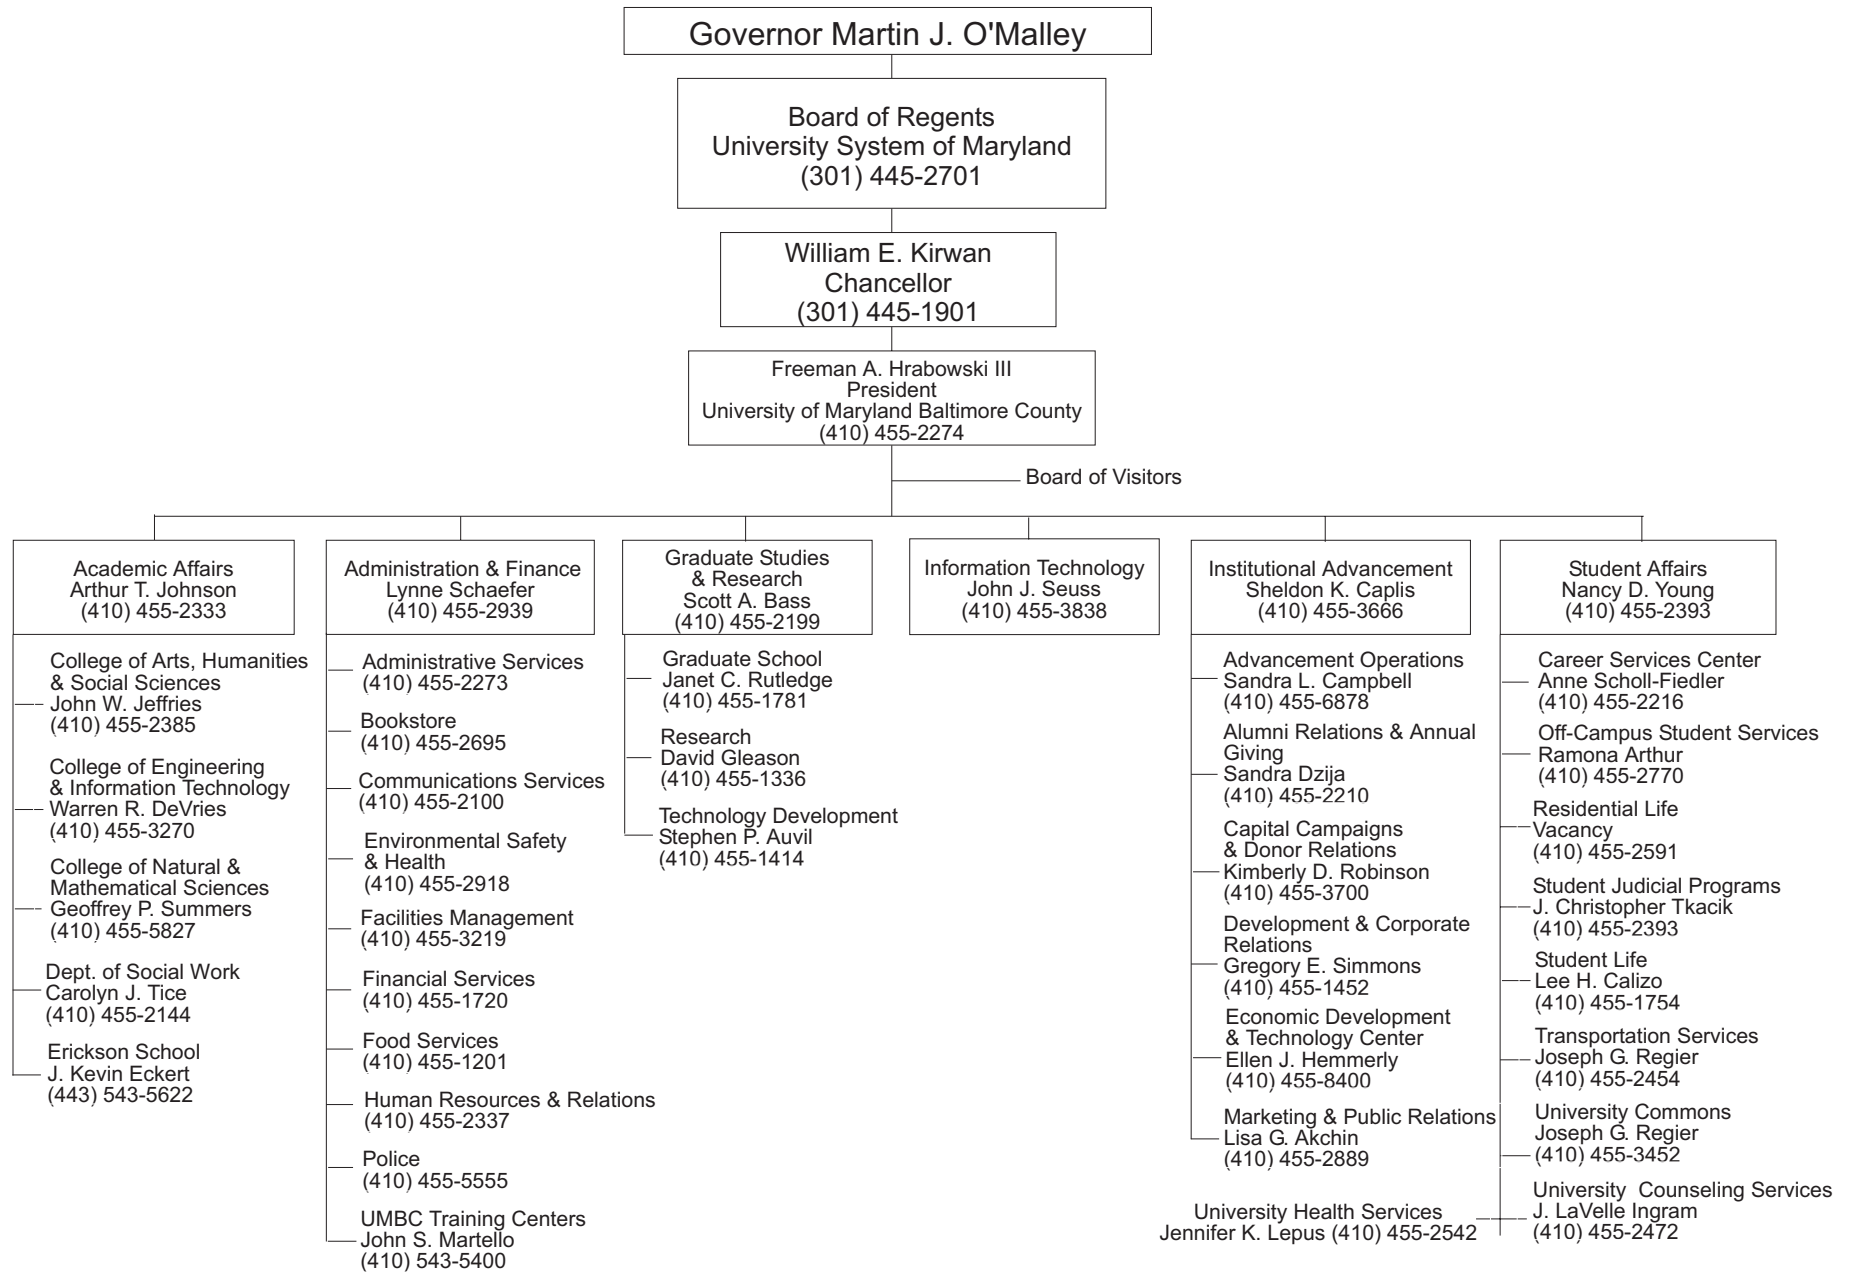 Governor Martin J. O'Malley
Board of Regents
University System of Maryland
(301) 445-2701
William E. Kirwan
Chancellor
(301) 445-1901
Freeman A. Hrabowski III
President
University of Maryland Baltimore County
(410) 455-2274
Board of Visitors
Academic Affairs
Arthur T. Johnson
(410) 455-2333
College of Arts, Humanities
& Social Sciences
John W. Jeffries
(410) 455-2385
College of Engineering
& Information Technology
Warren R. DeVries
(410) 455-3270
College of Natural &
Mathematical Sciences
Geoffrey P. Summers
(410) 455-5827
Dept. of Social Work
Carolyn J. Tice
(410) 455-2144
Erickson School
J. Kevin Eckert
(443) 543-5622
Administration & Finance
Lynne Schaefer
(410) 455-2939
Administrative Services
(410) 455-2273
Bookstore
(410) 455-2695
Communications Services
(410) 455-2100
Environmental Safety
& Health
(410) 455-2918
Facilities Management
(410) 455-3219
Financial Services
(410) 455-1720
Food Services
(410) 455-1201
Human Resources & Relations
(410) 455-2337
Police
(410) 455-5555
UMBC Training Centers
John S. Martello
(410) 543-5400
Graduate Studies
& Research
Scott A. Bass
(410) 455-2199
Graduate School
Janet C. Rutledge
(410) 455-1781
Research
David Gleason
(410) 455-1336
Technology Development
Stephen P. Auvil
(410) 455-1414
Information Technology
John J. Seuss
(410) 455-3838
Institutional Advancement
Sheldon K. Caplis
(410) 455-3666
Advancement Operations
Sandra L. Campbell
(410) 455-6878
Alumni Relations & Annual
Giving
Sandra Dzija
(410) 455-2210
Capital Campaigns
& Donor Relations
Kimberly D. Robinson
(410) 455-3700
Development & Corporate
Relations
Gregory E. Simmons
(410) 455-1452
Economic Development
& Technology Center
Ellen J. Hemmerly
(410) 455-8400
Marketing & Public Relations
Lisa G. Akchin
(410) 455-2889
Student Affairs
Nancy D. Young
(410) 455-2393
Career Services Center
Anne Scholl-Fiedler
(410) 455-2216
Off-Campus Student Services
Ramona Arthur
(410) 455-2770
Residential Life
Vacancy
(410) 455-2591
Student Judicial Programs
J. Christopher Tkacik
(410) 455-2393
Student Life
Lee H. Calizo
(410) 455-1754
Transportation Services
Joseph G. Regier
(410) 455-2454
University Commons
Joseph G. Regier
(410) 455-3452
University Counseling Services
J. LaVelle Ingram
(410) 455-2472
University Health Services
Jennifer K. Lepus (410) 455-2542